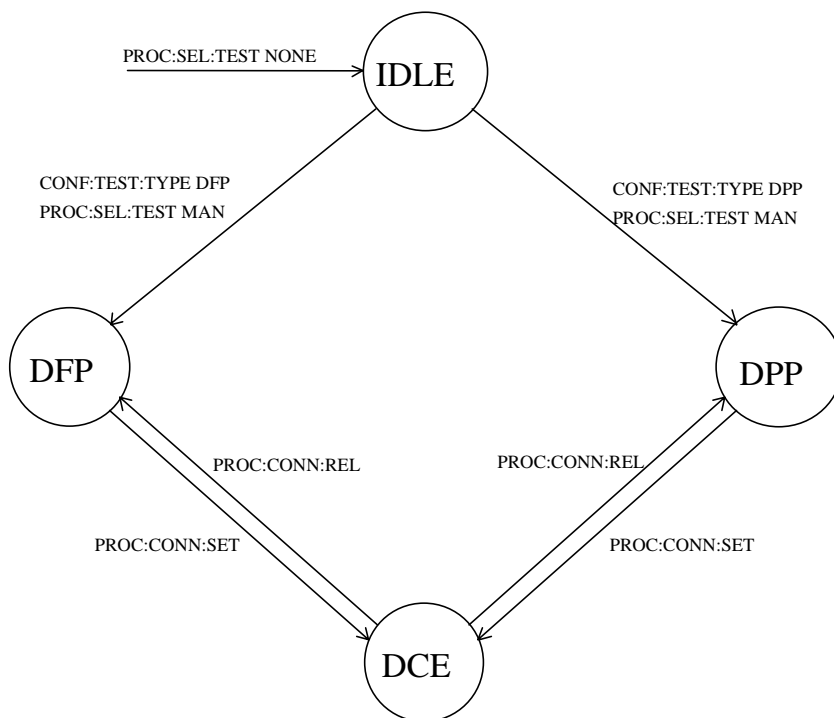 PROC:SEL:TEST NONE
IDLE
CONF:TEST:TYPE DFP
PROC:SEL:TEST MAN
CONF:TEST:TYPE DPP
PROC:SEL:TEST MAN
DFP
DPP
PROC:CONN:REL
PROC:CONN:REL
PROC:CONN:SET
PROC:CONN:SET
DCE